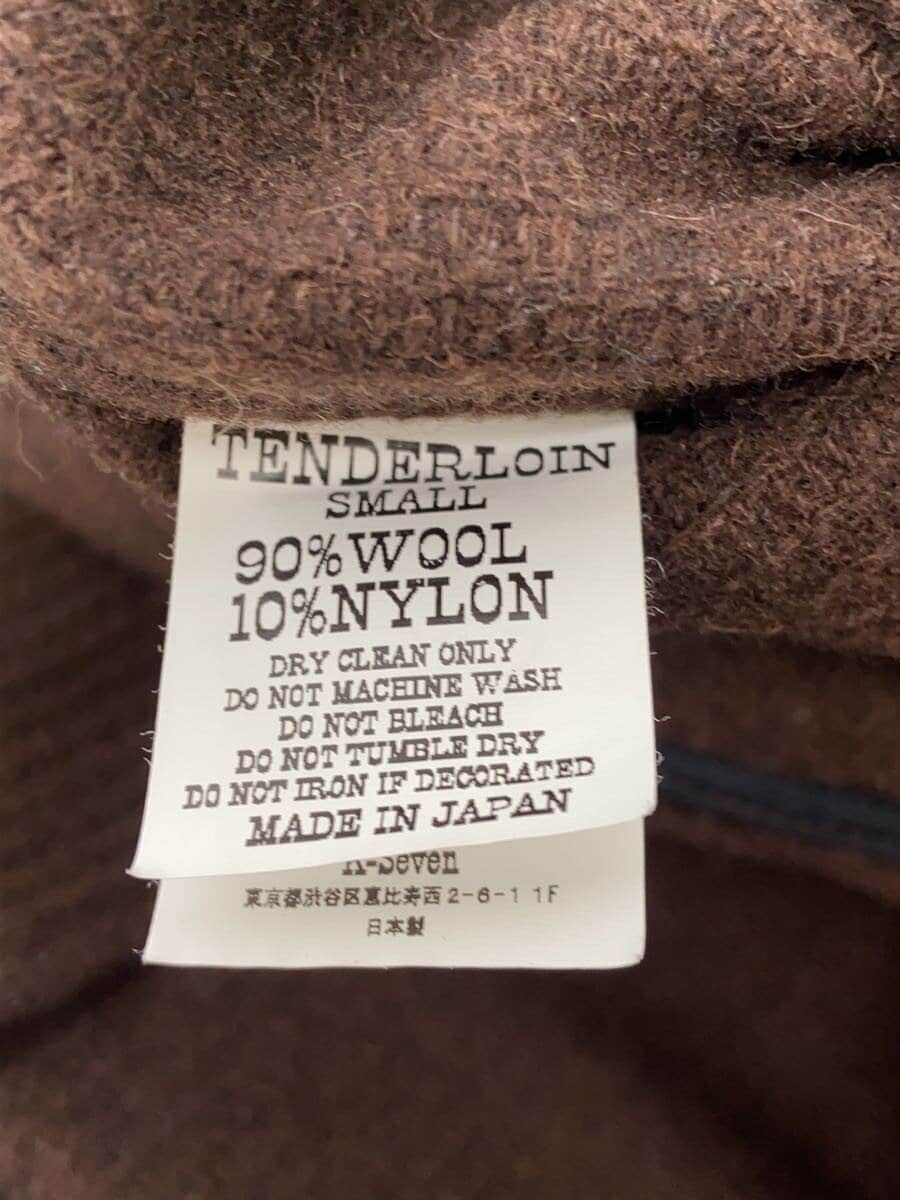 TENDERLOIN
SMALL
90%WOOL
10%NYLON
DRY CLEAN ONLY
DO NOT MACHINE WASH
DO NOT BLEACH
DO NOT TUMBLE DRY
DO NOT IRON IF DECORATED
MADE IN JAPAN
K-Seven
東京都渋谷区恵比寿西2-6-1 1F
日本製